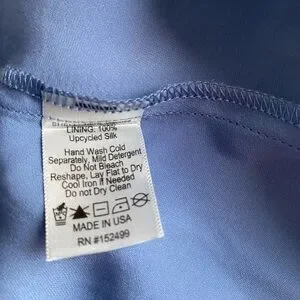 LINING: 100%
Upcycled Silk
Hand Wash Cold
Separately, Mild Detergent
Do Not Bleach
Reshape, Lay Flat to Dry
Cool Iron if Needed
Do not Dry Clean
MADE IN USA
RN #152499